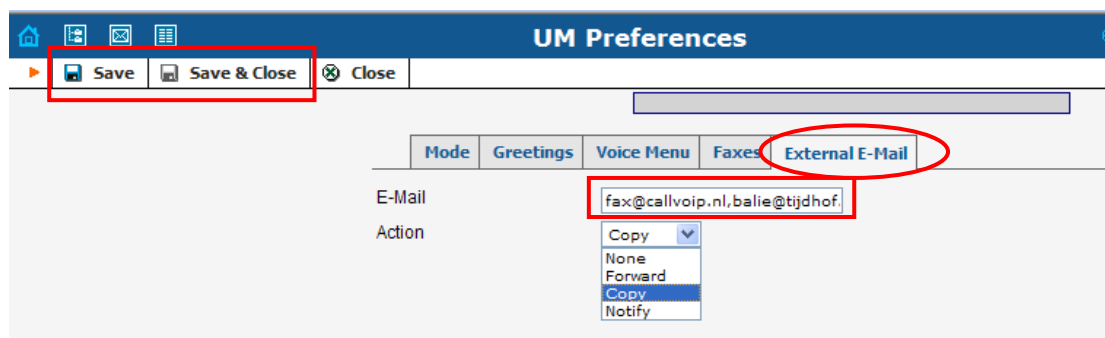 UM Preferences
Save Save & Close Close
Mode Greetings Voice Menu Faxes External E-Mail
E-Mail fax@callvoip.nl,balie@tijdhof.
Action Copy
None
Forward
Copy
Notify